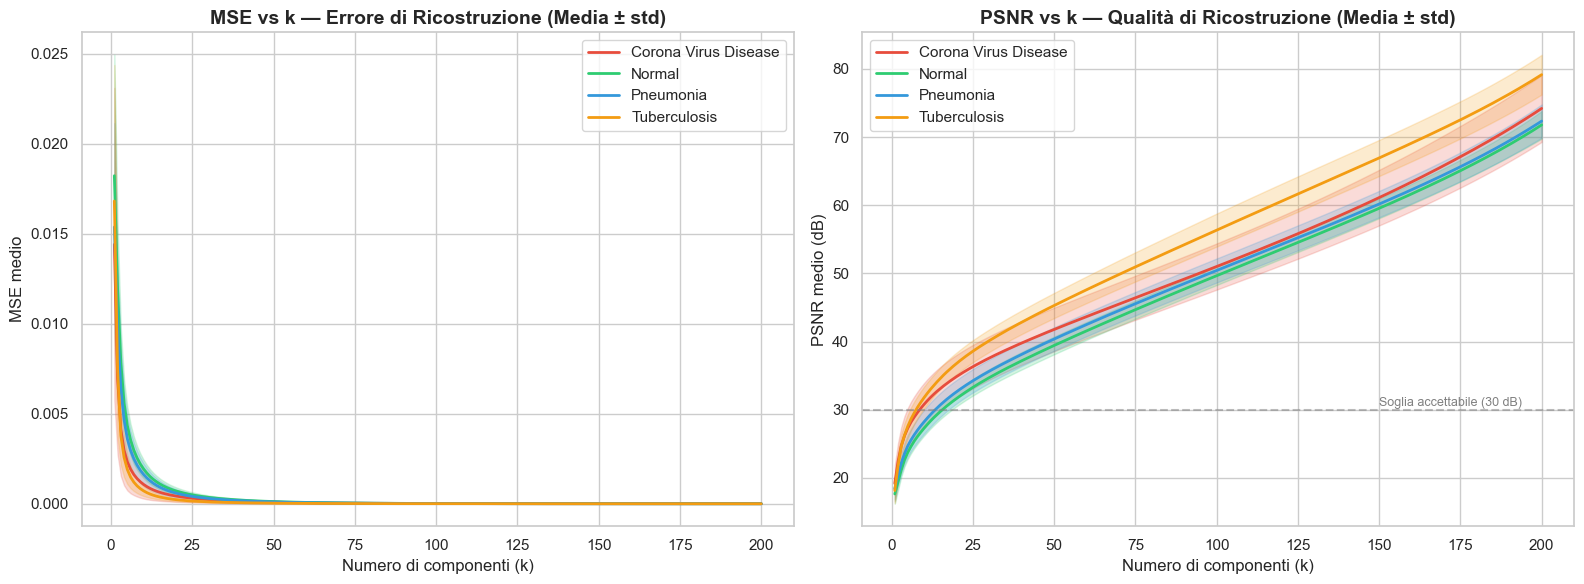 MSE vs k — Errore di Ricostruzione (Media ± std)
MSE medio
0.025
0.020
0.015
0.010
0.005
0.000
Corona Virus Disease
Normal
Pneumonia
Tuberculosis
0 25 50 75 100 125 150 175 200
Numero di componenti (k)
PSNR vs k — Qualità di Ricostruzione (Media ± std)
PSNR medio (dB)
80
70
60
50
40
30
20
Corona Virus Disease
Normal
Pneumonia
Tuberculosis
Soglia accettabile (30 dB)
0 25 50 75 100 125 150 175 200
Numero di componenti (k)